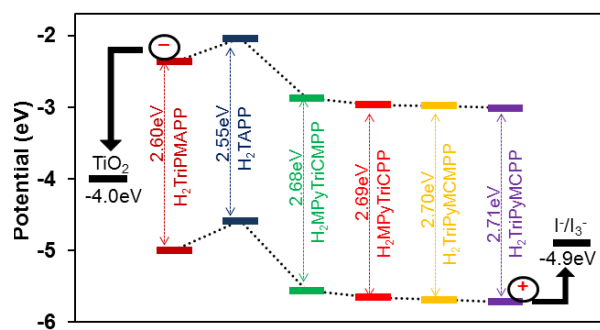 Potential (eV)
-2
-3
-4
-5
-6
−
TiO2
-4.0eV
2.60eV
H2TriPMAPP
2.55eV
H2TAPP
2.68eV
H2MPyTriCMPP
2.69eV
H2MPyTriCPP
2.70eV
H2TriPyMCMPP
2.71eV
H2TriPyMCPP
I-/I3-
-4.9eV
+